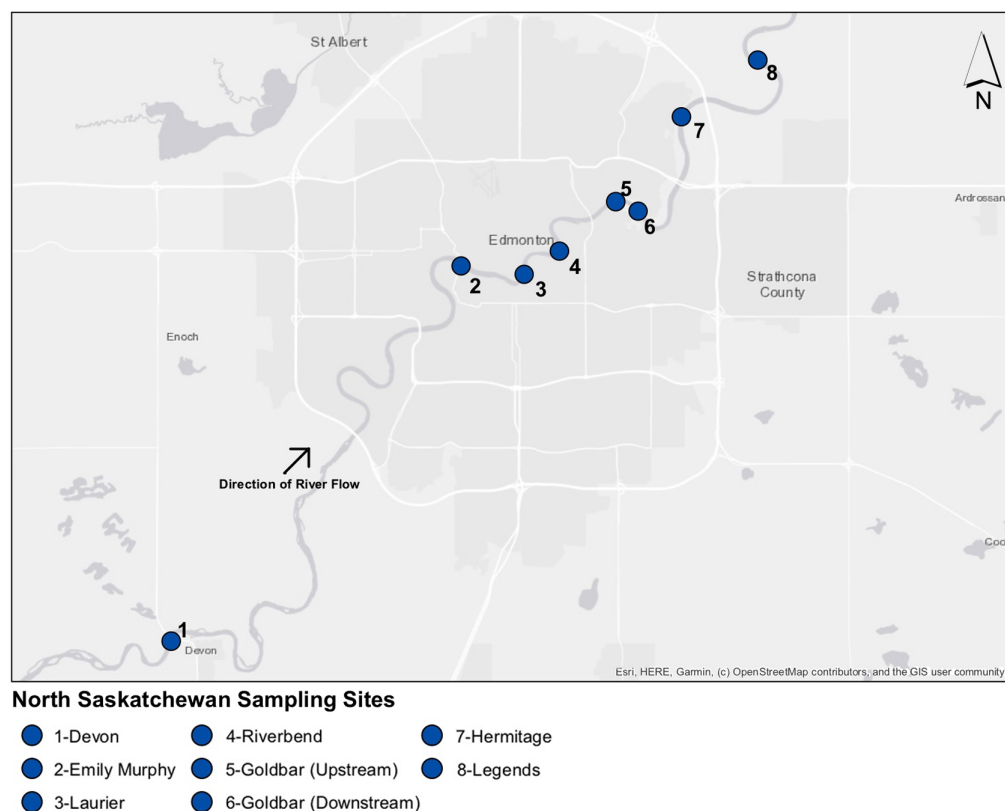 St Albert
8
N
7
Ardrossan
5
6
Edmonton
4
Strathcona
County
2
3
Enoch
Direction of River Flow
Coo
1
Devon
Esri, HERE, Garmin, (c) OpenStreetMap contributors, and the GIS user community
North Saskatchewan Sampling Sites
1-Devon
4-Riverbend
7-Hermitage
2-Emily Murphy
5-Goldbar (Upstream)
8-Legends
3-Laurier
6-Goldbar (Downstream)